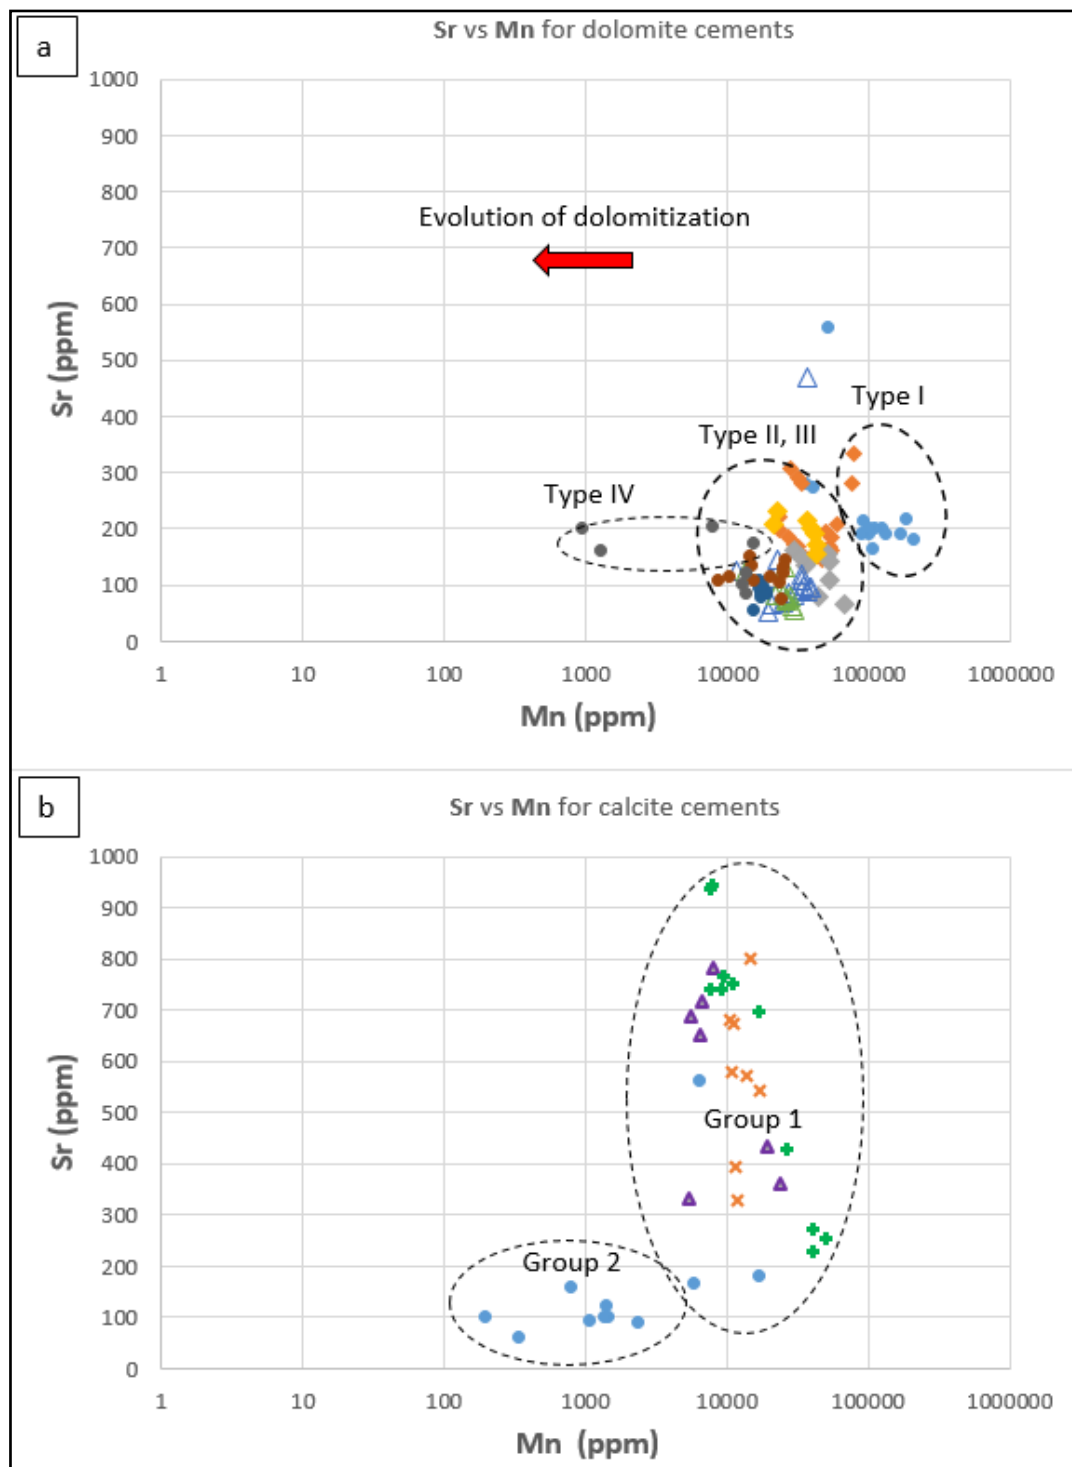 a
Sr vs Mn for dolomite cements
1000
900
800
700
600
500
400
300
200
100
0
Sr (ppm)
Evolution of dolomitization
Type I
Type II, III
Type IV
1 10 100 1000 10000 100000 1000000
Mn (ppm)
b
Sr vs Mn for calcite cements
1000
900
800
700
600
500
400
300
200
100
0
Sr (ppm)
Group 1
Group 2
1 10 100 1000 10000 100000 1000000
Mn (ppm)